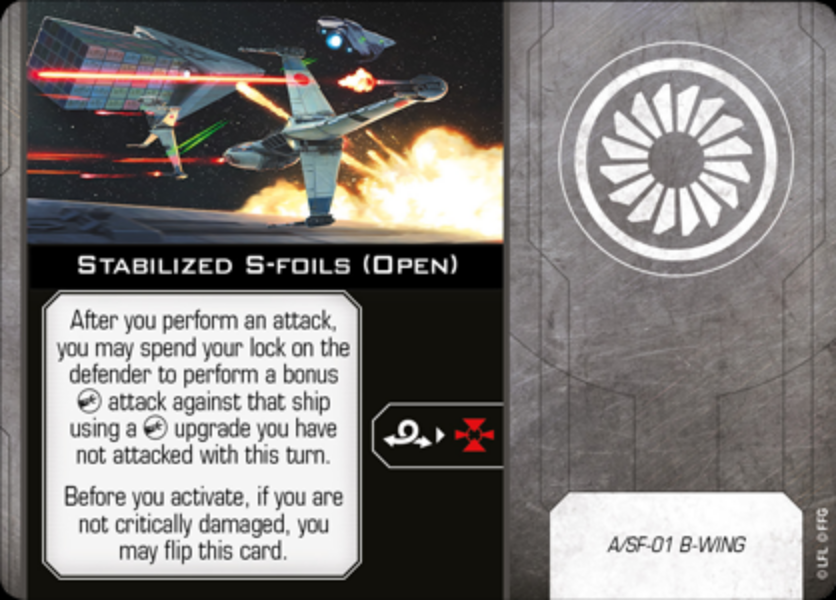 STABILIZED S-FOILS (OPEN)
After you perform an attack,
you may spend your lock on the
defender to perform a bonus
attack against that ship
using a upgrade you have
not attacked with this turn.
Before you activate, if you are
not critically damaged, you
may flip this card.
A/SF-01 B-WING
©LFL ©FFG